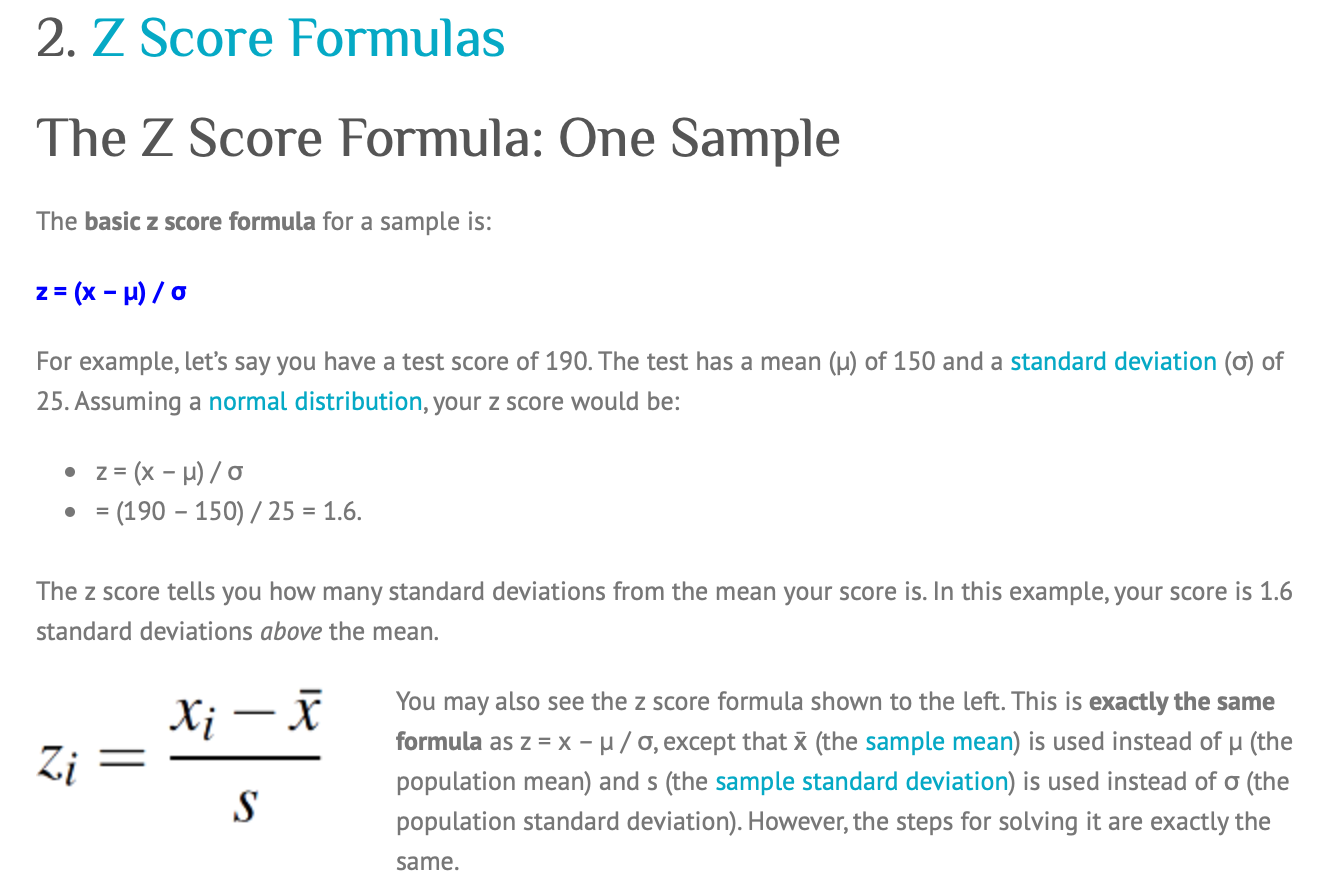 2. Z Score Formulas
The Z Score Formula: One Sample
The basic z score formula for a sample is:
z = (x – μ) / σ
For example, let’s say you have a test score of 190. The test has a mean (μ) of 150 and a standard deviation (σ) of
25. Assuming a normal distribution, your z score would be:
• z = (x – μ) / σ
• = (190 – 150) / 25 = 1.6.
The z score tells you how many standard deviations from the mean your score is. In this example, your score is 1.6
standard deviations above the mean.
zᵢ = (xᵢ − x̄) / s
You may also see the z score formula shown to the left. This is exactly the same
formula as z = x – μ / σ, except that x̄ (the sample mean) is used instead of μ (the
population mean) and s (the sample standard deviation) is used instead of σ (the
population standard deviation). However, the steps for solving it are exactly the
same.